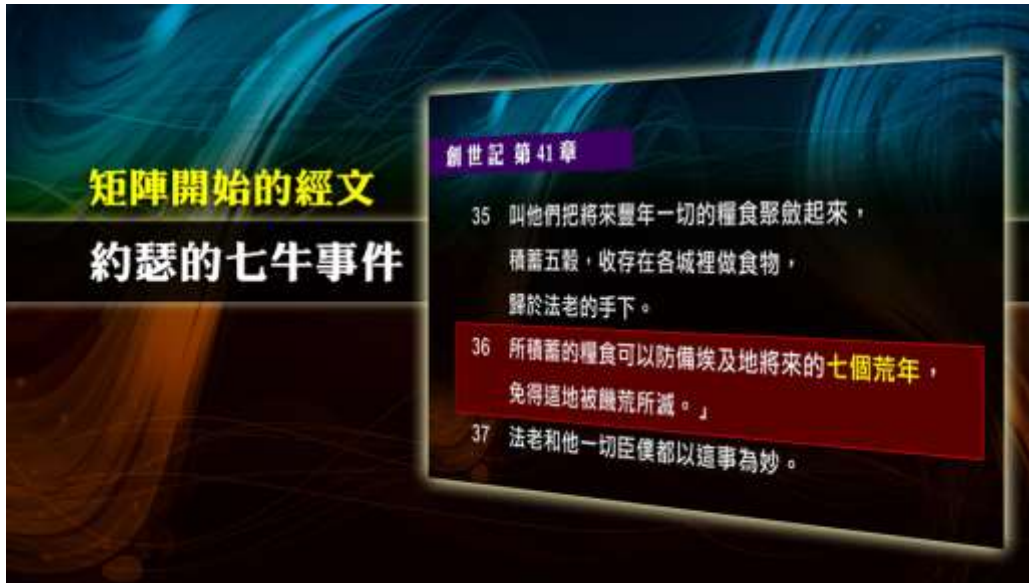 矩陣開始的經文
約瑟的七牛事件
創世記 第41章
35 叫他們把將來豐年一切的糧食聚斂起來，
積蓄五穀，收存在各城裡做食物，
歸於法老的手下。
36 所積蓄的糧食可以防備埃及地將來的七個荒年，
免得這地被饑荒所滅。」
37 法老和他一切臣僕都以這事為妙。